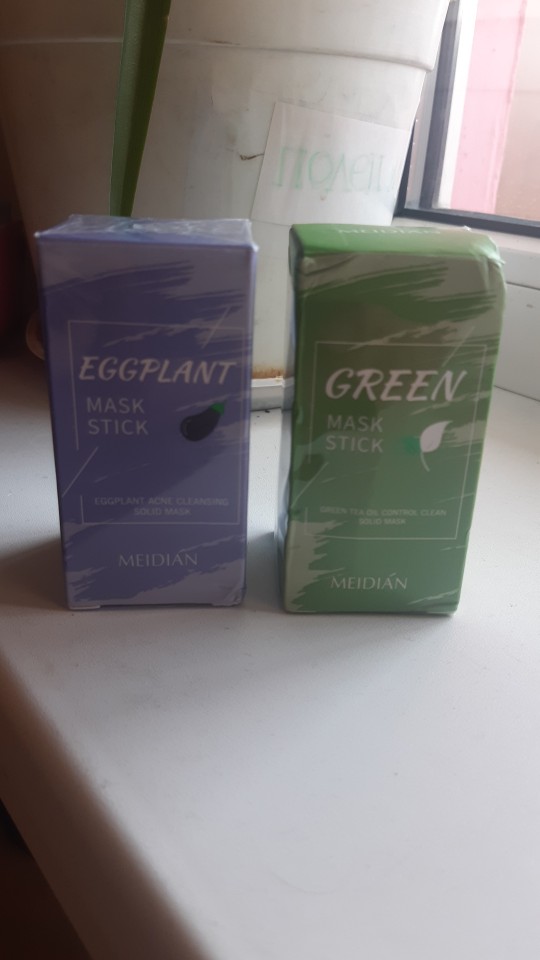 EGGPLANT
MASK
STICK
EGGPLANT ACNE CLEANSING
SOLID MASK
MEIDIAN
MEIDIAN
GREEN
MASK
STICK
GREEN TEA OIL CONTROL CLEAN
SOLID MASK
MEIDIAN